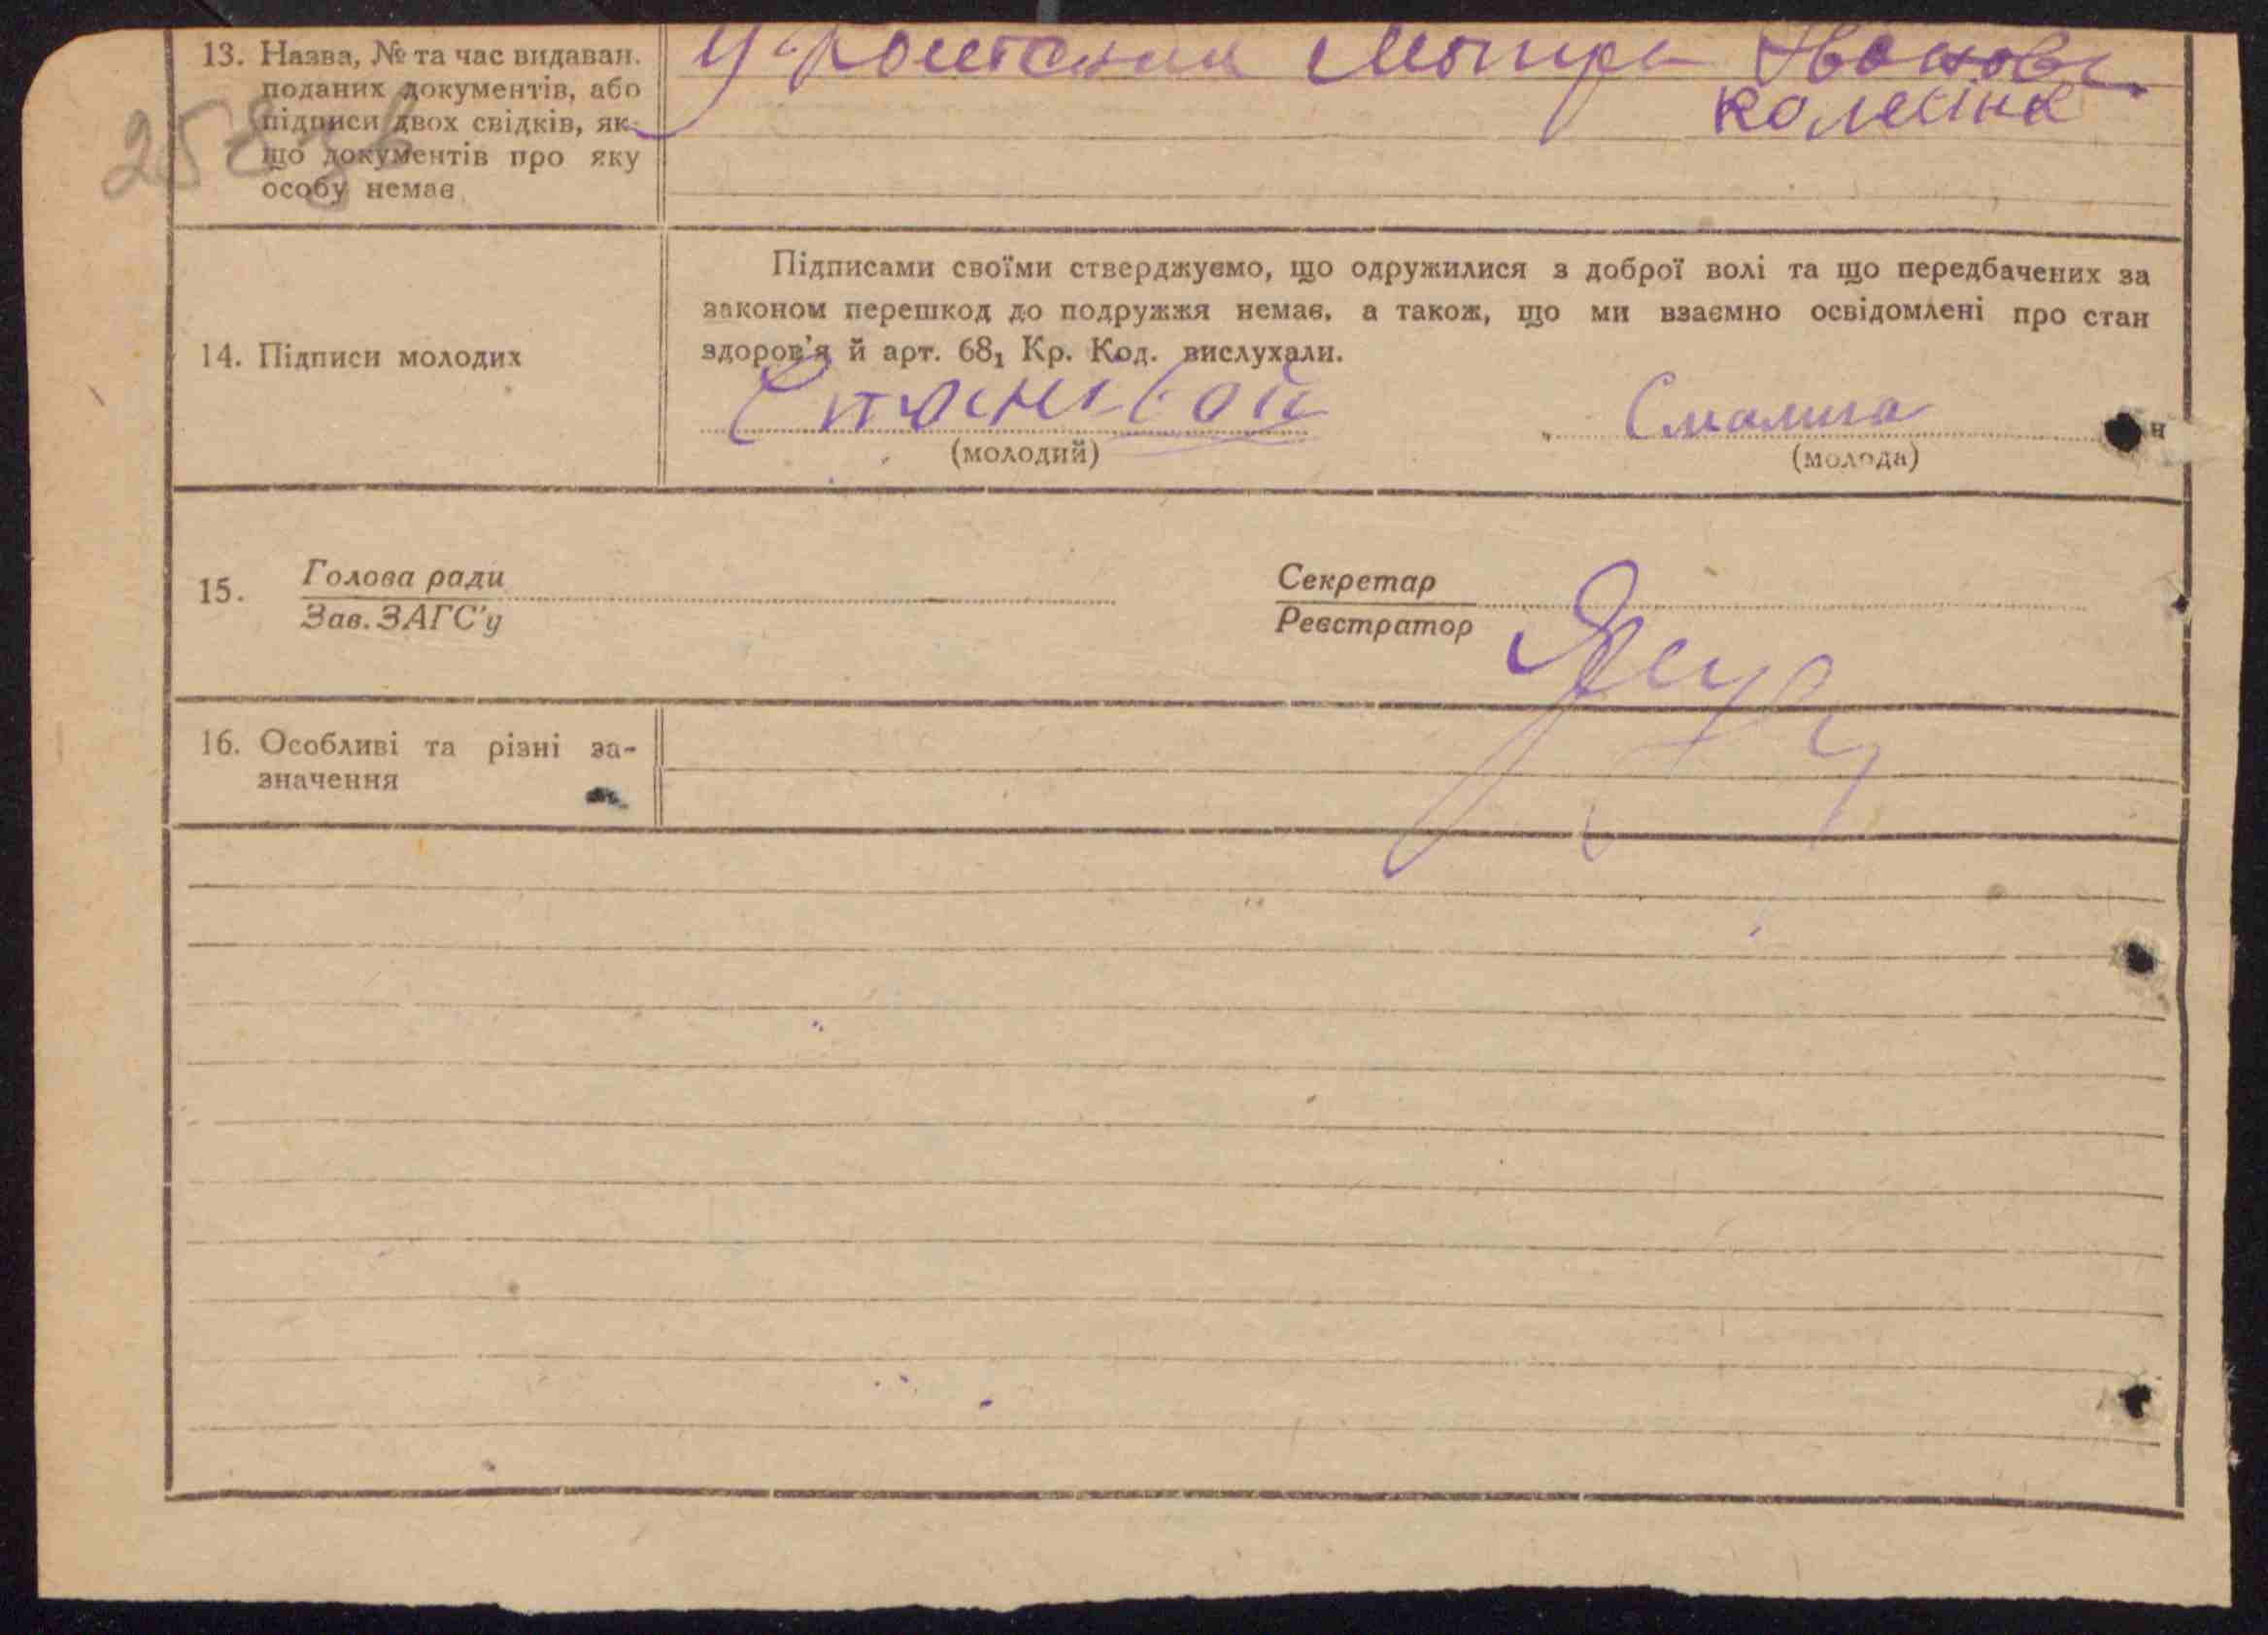 13. Назва, № та час видаван.
поданих документів, або
підписи двох свідків, як-
що документів про яку
особу немає
Мотря
14. Підписи молодих
Підписами своїми стверджуємо, що одружилися з доброї волі та що передбачених за
законом перешкод до подружжя немає, а також, що ми взаємно освідомлені про стан
здоров'я й арт. 68₁ Кр. Код. вислухали.
Смалига
(молодий) (молода)
15. Голова ради Секретар
Зав. ЗАГС'у Реєстратор
16. Особливі та різні за-
значення